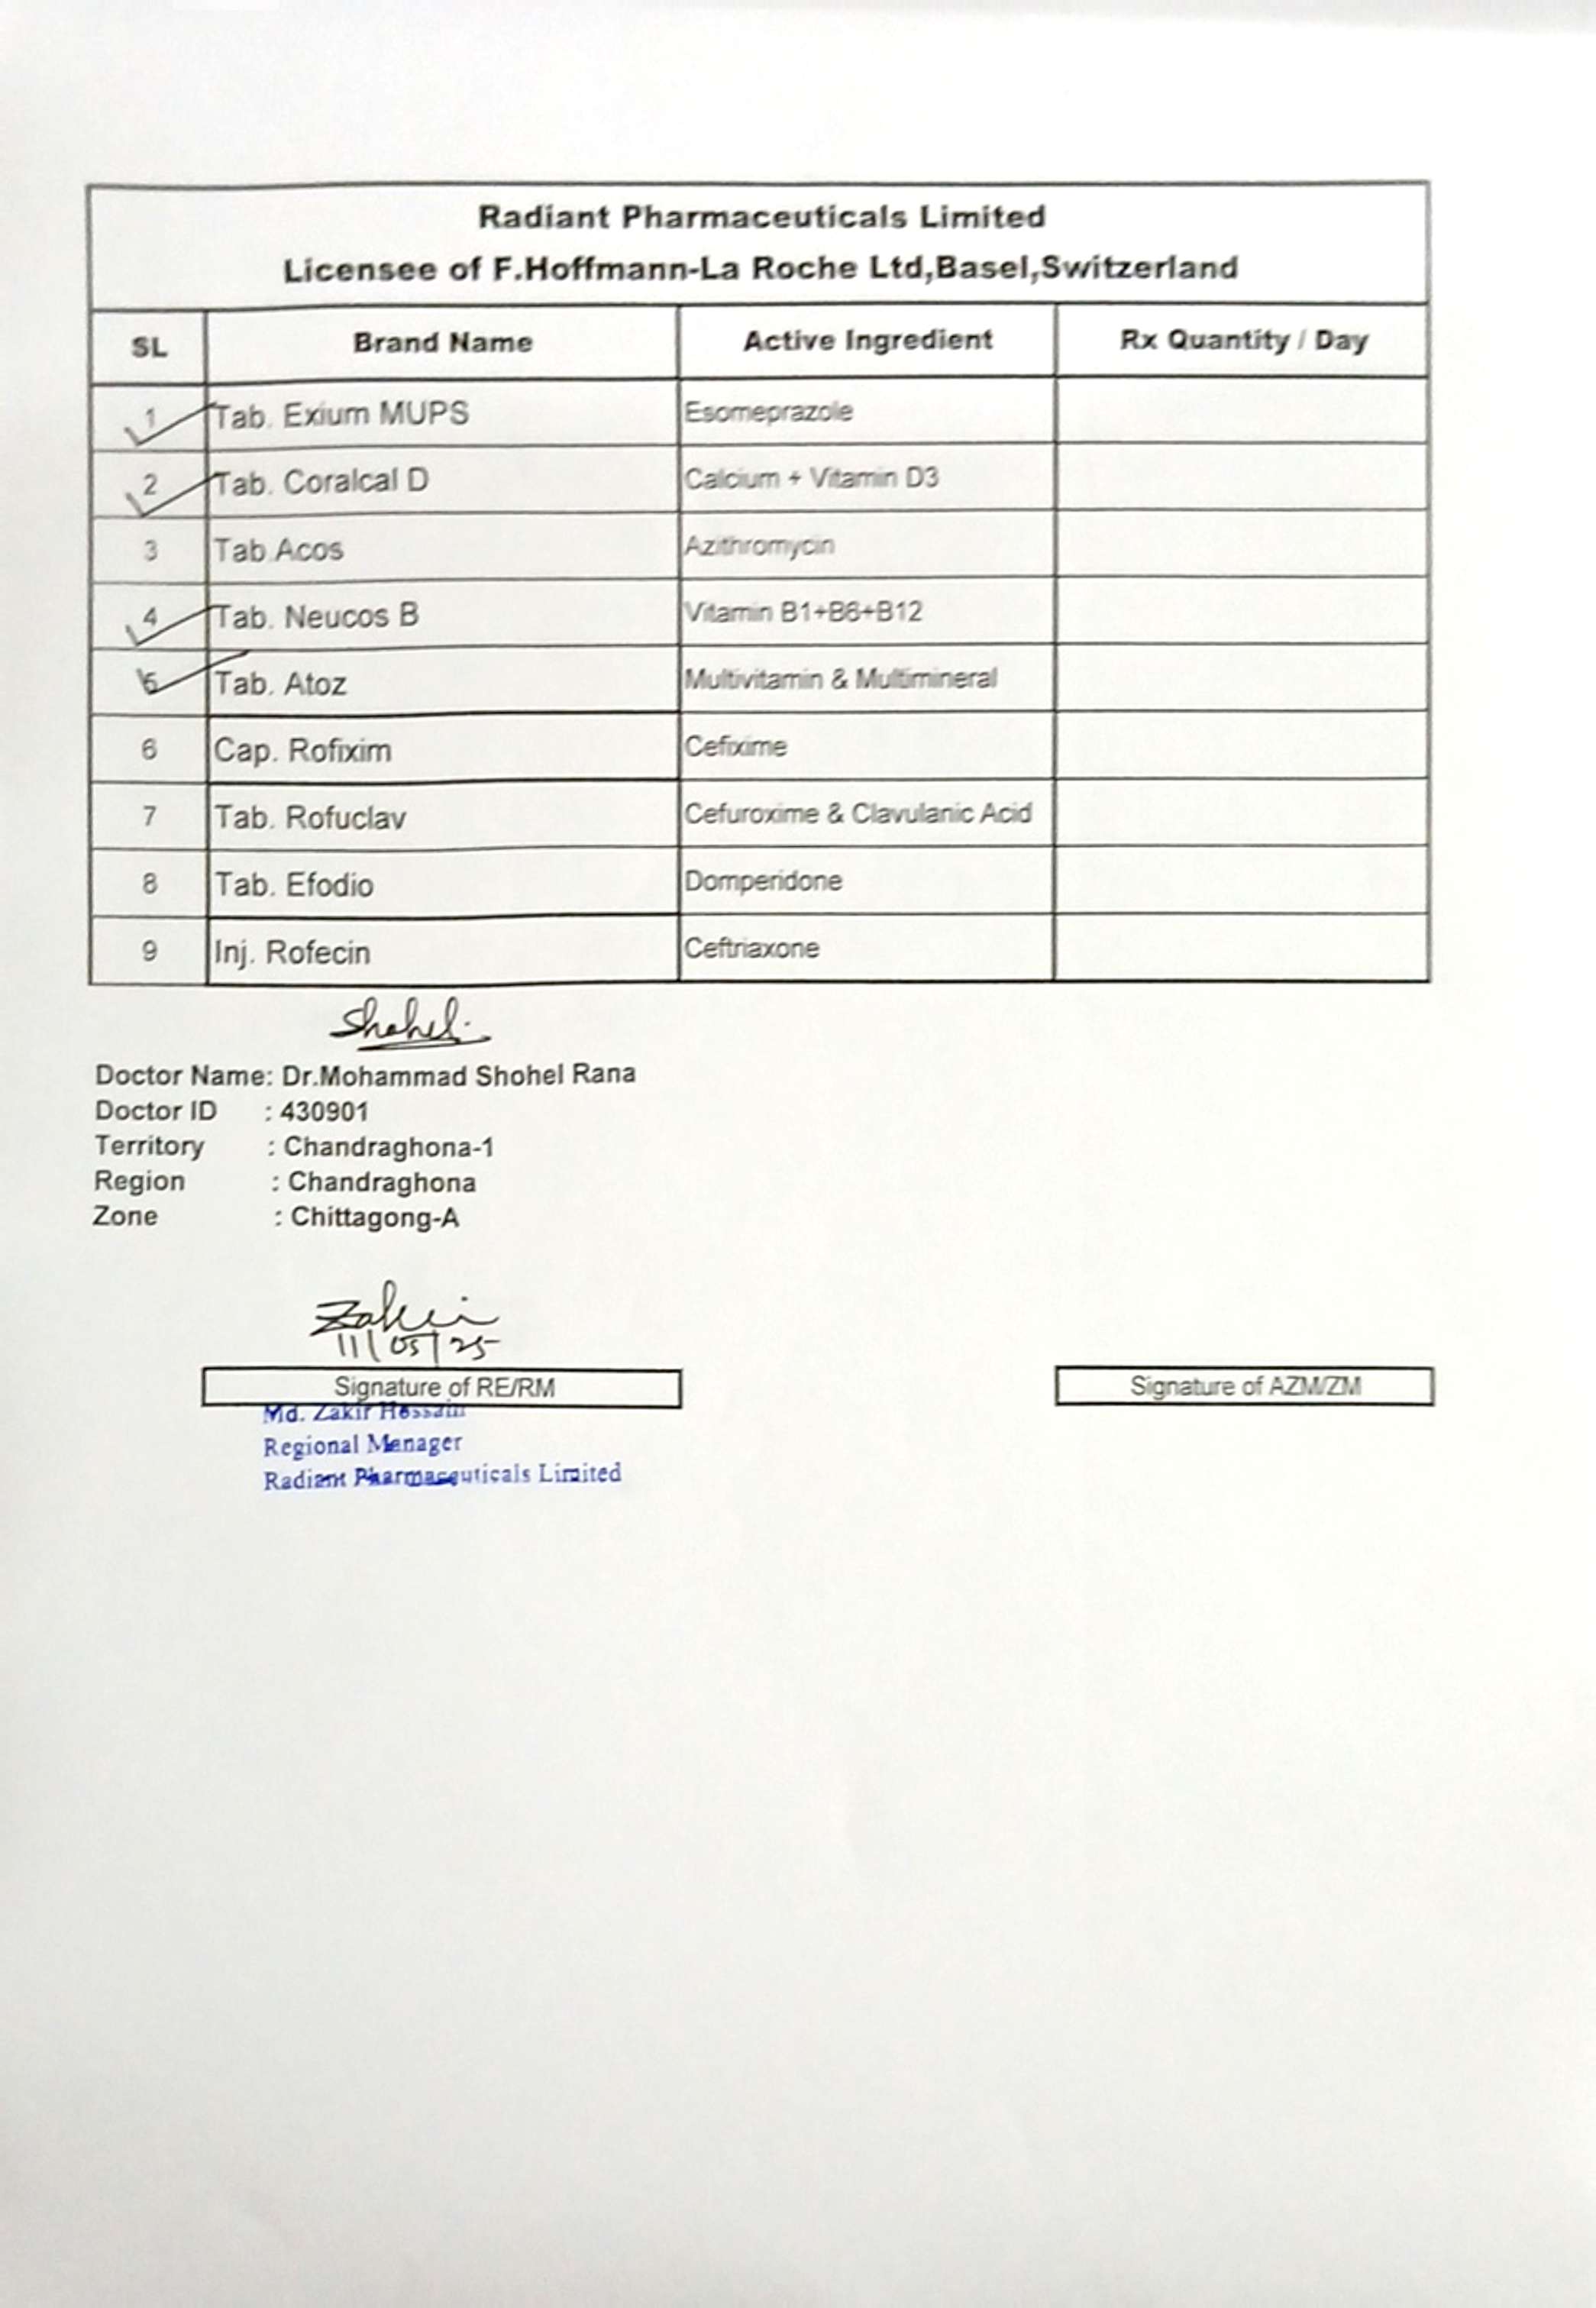 Radiant Pharmaceuticals Limited
Licensee of F.Hoffmann-La Roche Ltd,Basel,Switzerland
SL Brand Name Active Ingredient Rx Quantity / Day
1 Tab. Exium MUPS Esomeprazole
2 Tab. Coralcal D Calcium + Vitamin D3
3 Tab.Acos Azithromycin
4 Tab. Neucos B Vitamin B1+B6+B12
5 Tab. Atoz Multivitamin & Multimineral
6 Cap. Rofixim Cefixime
7 Tab. Rofuclav Cefuroxime & Clavulanic Acid
8 Tab. Efodio Domperidone
9 Inj. Rofecin Ceftriaxone
Shohel
Doctor Name: Dr.Mohammad Shohel Rana
Doctor ID : 430901
Territory : Chandraghona-1
Region : Chandraghona
Zone : Chittagong-A
Zakir
11/05/25
Signature of RE/RM Signature of AZM/ZM
Md. Zakir Hossain
Regional Manager
Radiant Pharmaceuticals Limited